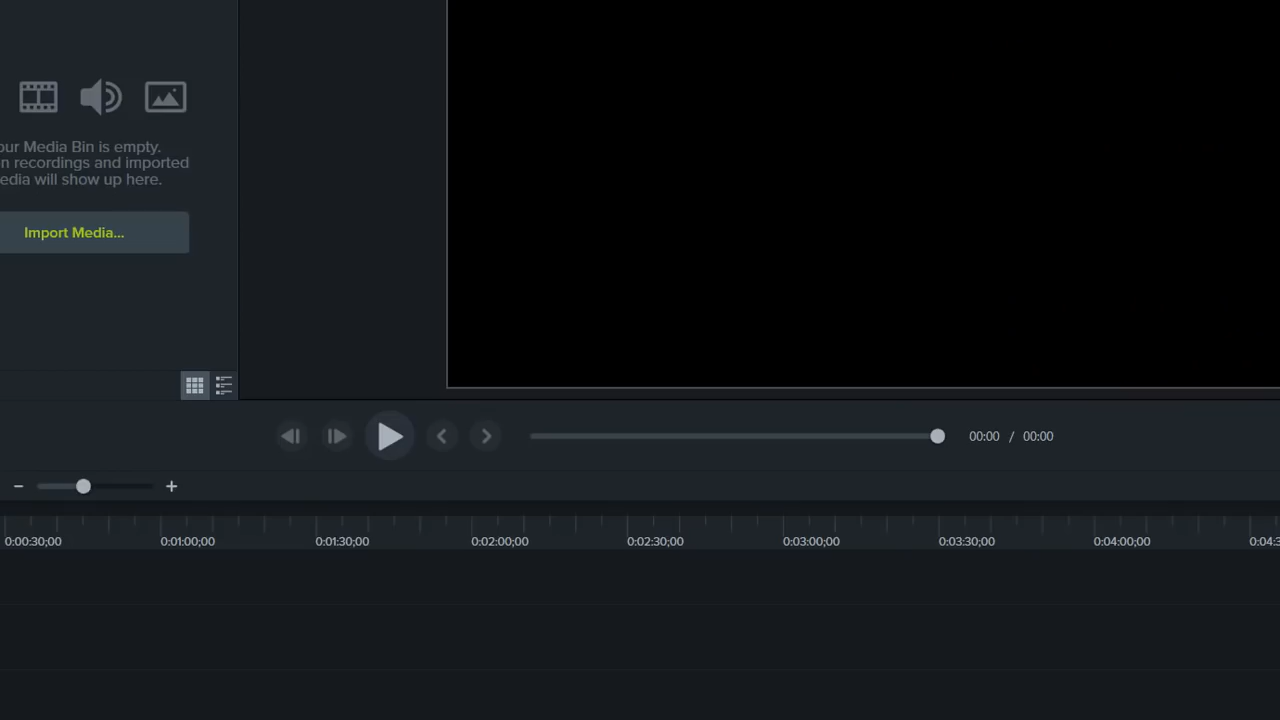 our Media Bin is empty.
n recordings and imported
edia will show up here.
Import Media...
00:00 / 00:00
0:00:30;00 0:01:00;00 0:01:30;00 0:02:00;00 0:02:30;00 0:03:00;00 0:03:30;00 0:04:00;00 0:04:3